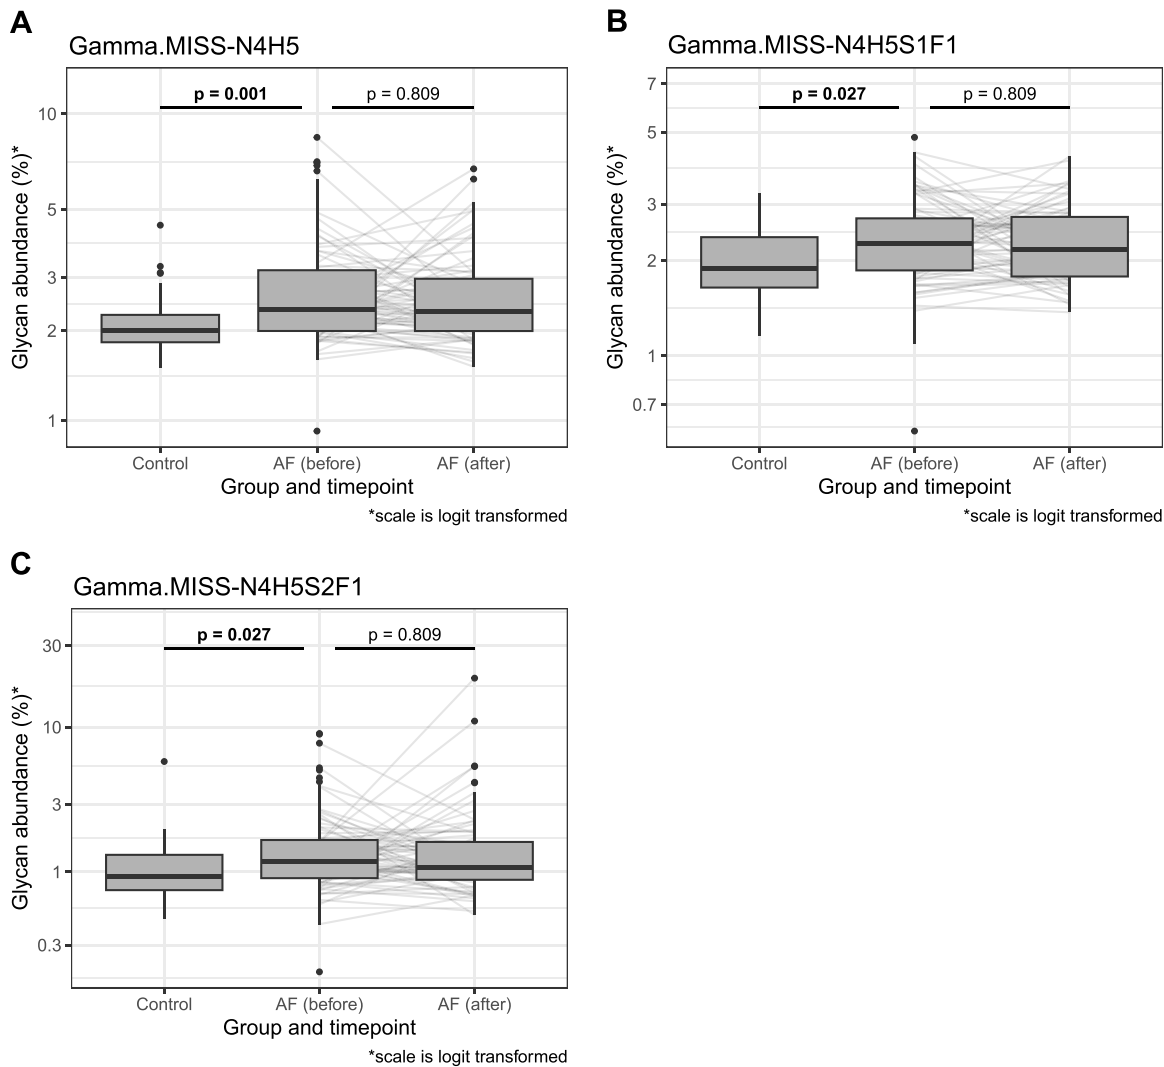 A
Gamma.MISS-N4H5
p = 0.001
p = 0.809
10
5
3
2
1
Glycan abundance (%)*
Control
AF (before)
AF (after)
Group and timepoint
*scale is logit transformed
B
Gamma.MISS-N4H5S1F1
p = 0.027
p = 0.809
7
5
3
2
1
0.7
Glycan abundance (%)*
Control
AF (before)
AF (after)
Group and timepoint
*scale is logit transformed
C
Gamma.MISS-N4H5S2F1
p = 0.027
p = 0.809
30
10
3
1
0.3
Glycan abundance (%)*
Control
AF (before)
AF (after)
Group and timepoint
*scale is logit transformed